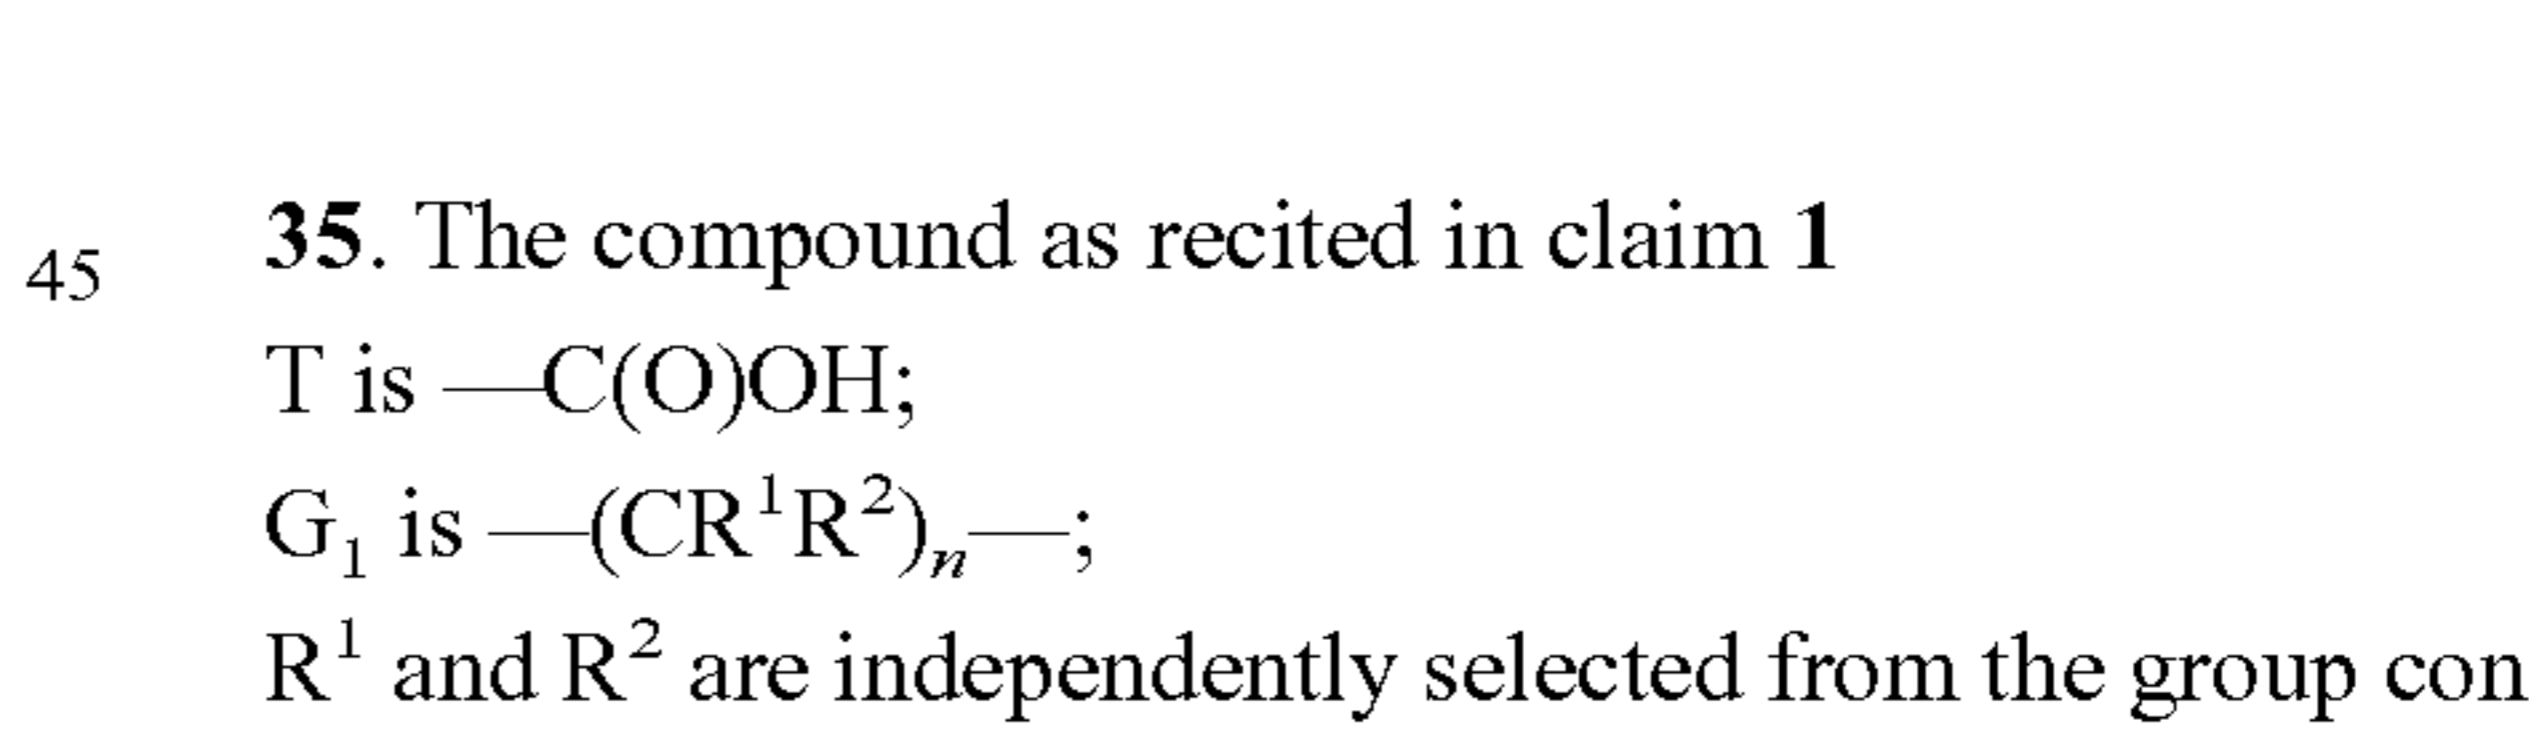 45 35. The compound as recited in claim 1
T is —C(O)OH;
G₁ is —(CR¹R²)ₙ—;
R¹ and R² are independently selected from the group con